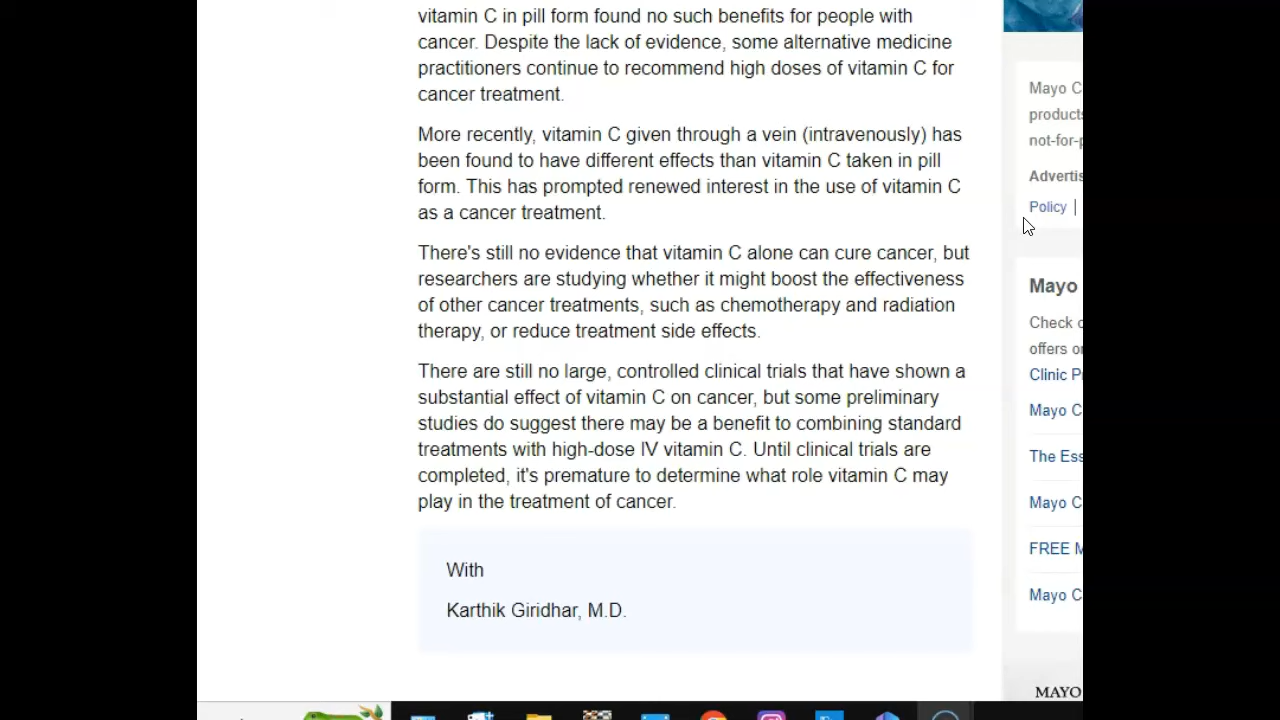 vitamin C in pill form found no such benefits for people with
cancer. Despite the lack of evidence, some alternative medicine
practitioners continue to recommend high doses of vitamin C for
cancer treatment.
More recently, vitamin C given through a vein (intravenously) has
been found to have different effects than vitamin C taken in pill
form. This has prompted renewed interest in the use of vitamin C
as a cancer treatment.
There's still no evidence that vitamin C alone can cure cancer, but
researchers are studying whether it might boost the effectiveness
of other cancer treatments, such as chemotherapy and radiation
therapy, or reduce treatment side effects.
There are still no large, controlled clinical trials that have shown a
substantial effect of vitamin C on cancer, but some preliminary
studies do suggest there may be a benefit to combining standard
treatments with high-dose IV vitamin C. Until clinical trials are
completed, it's premature to determine what role vitamin C may
play in the treatment of cancer.
With
Karthik Giridhar, M.D.
Mayo C
products
not-for-p
Advertis
Policy |
Mayo
Check o
offers or
Clinic Pr
Mayo C
The Ess
Mayo C
FREE M
Mayo C
MAYO